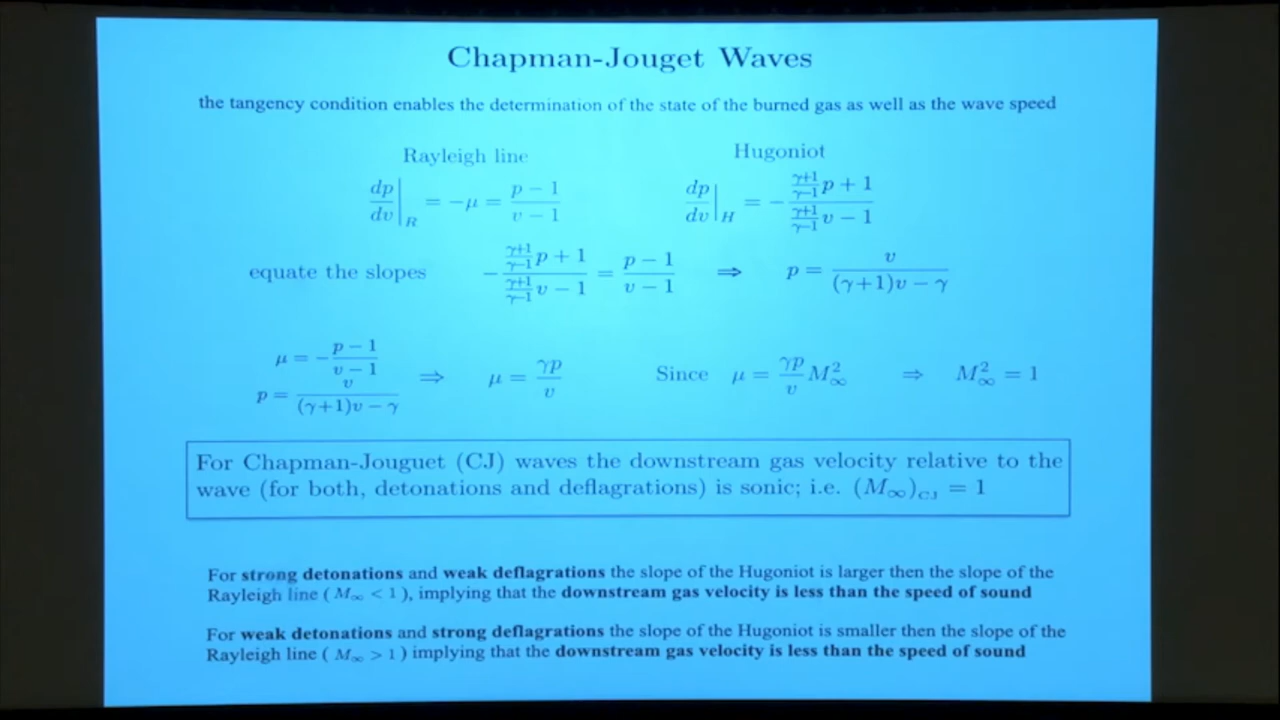 Chapman-Jouget Waves
the tangency condition enables the determination of the state of the burned gas as well as the wave speed
Rayleigh line Hugoniot
dp/dv|_R = −μ = (p − 1)/(v − 1) dp/dv|_H = − ((γ+1)/(γ−1) p + 1)/((γ+1)/(γ−1) v − 1)
equate the slopes − ((γ+1)/(γ−1) p + 1)/((γ+1)/(γ−1) v − 1) = (p − 1)/(v − 1) ⇒ p = v/((γ+1)v − γ)
μ = − (p − 1)/(v − 1)
p = v/((γ+1)v − γ) ⇒ μ = γp/v Since μ = γp/v M²_∞ ⇒ M²_∞ = 1
For Chapman-Jouguet (CJ) waves the downstream gas velocity relative to the
wave (for both, detonations and deflagrations) is sonic; i.e. (M_∞)_CJ = 1
For strong detonations and weak deflagrations the slope of the Hugoniot is larger then the slope of the
Rayleigh line ( M_∞ < 1 ), implying that the downstream gas velocity is less than the speed of sound
For weak detonations and strong deflagrations the slope of the Hugoniot is smaller then the slope of the
Rayleigh line ( M_∞ > 1 ) implying that the downstream gas velocity is less than the speed of sound